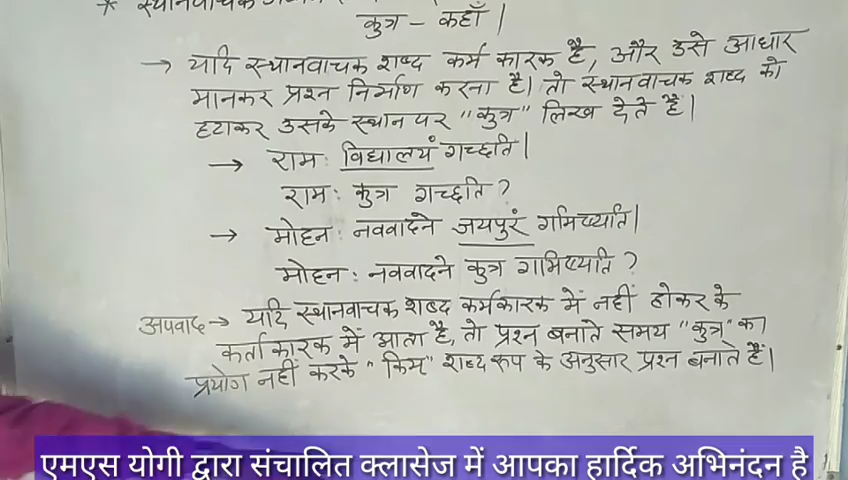 * स्थानवाचक
कुत्र - कहाँ |
→ यदि स्थानवाचक शब्द कर्म कारक है, और उसे आधार
मानकर प्रश्न निर्माण करना है। तो स्थानवाचक शब्द को
हटाकर उसके स्थान पर "कुत्र" लिख देते है।
→ रामः विद्यालयं गच्छति |
रामः कुत्र गच्छति ?
→ मोहनः नववादने जयपुरं गमिष्यति |
मोहनः नववादने कुत्र गामिष्यति ?
अपवाद → यदि स्थानवाचक शब्द कर्मकारक में नहीं होकर के
कर्ता कारक में आता है, तो प्रश्न बनाते समय "कुत्र" का
प्रयोग नहीं करके "किम्" शब्द रूप के अनुसार प्रश्न बनाते हैं।
एमएस योगी द्वारा संचालित क्लासेज में आपका हार्दिक अभिनंदन है